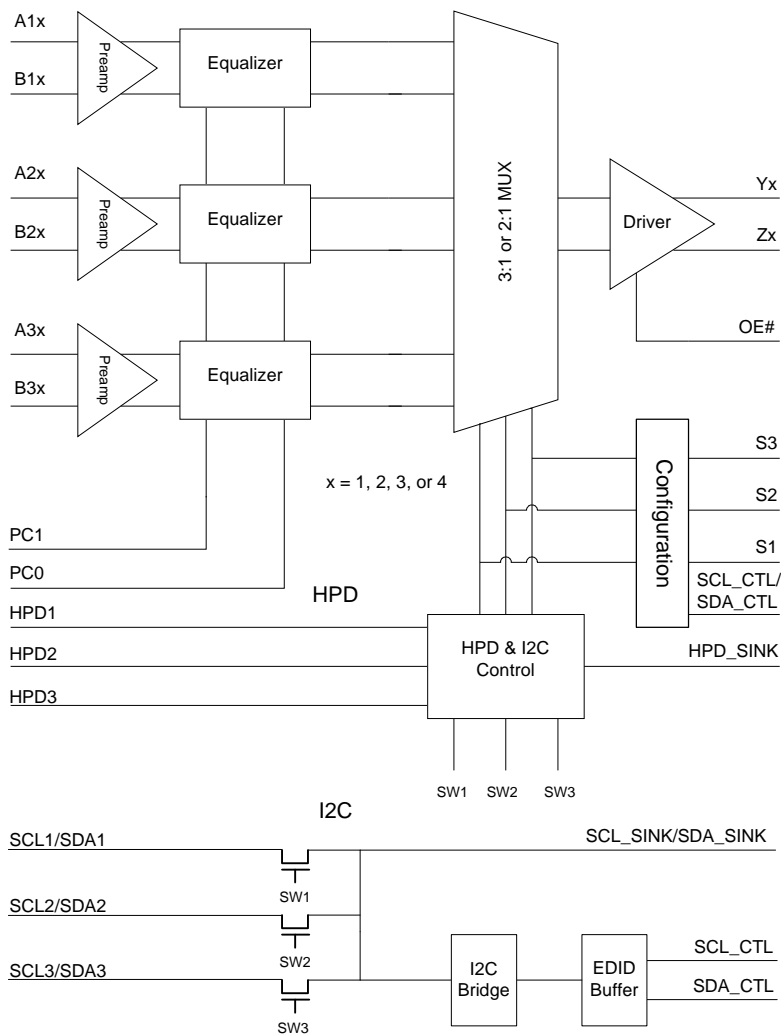 A1x
Preamp
B1x
Equalizer
A2x
Preamp
B2x
Equalizer
3:1 or 2:1 MUX
Driver
Yx
Zx
A3x
Preamp
B3x
Equalizer
OE#
x = 1, 2, 3, or 4
Configuration
S3
S2
S1
SCL_CTL/
SDA_CTL
PC1
PC0
HPD
HPD1
HPD2
HPD3
HPD & I2C
Control
HPD_SINK
SW1
SW2
SW3
I2C
SCL1/SDA1
SW1
SCL_SINK/SDA_SINK
SCL2/SDA2
SW2
SCL3/SDA3
SW3
I2C
Bridge
EDID
Buffer
SCL_CTL
SDA_CTL